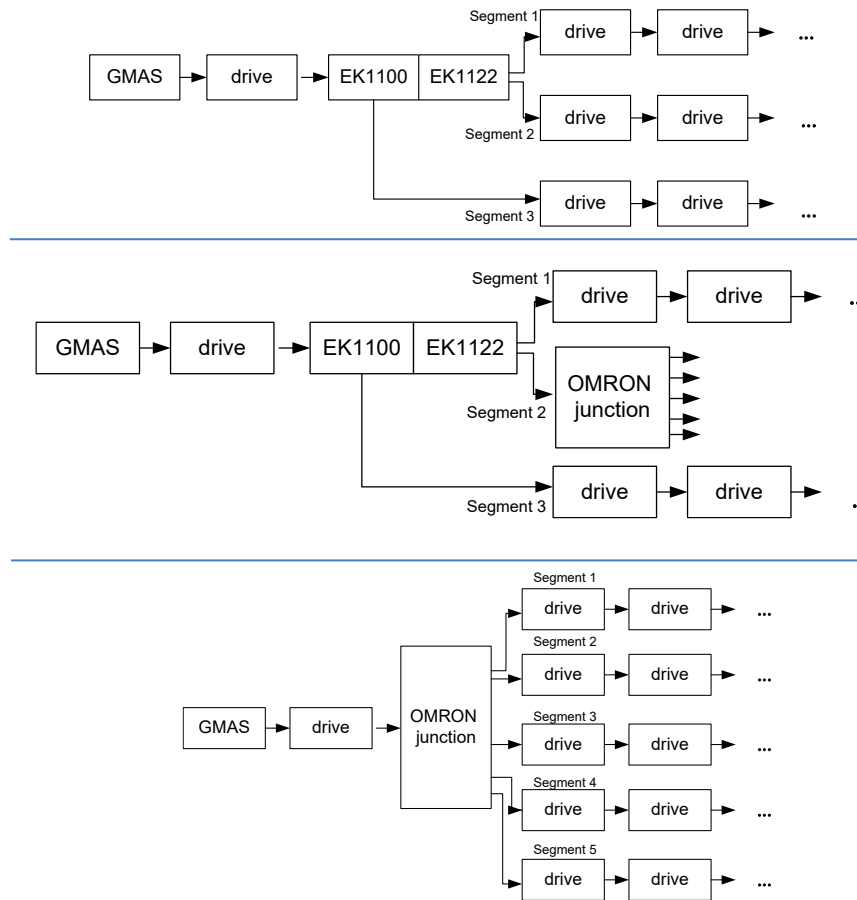 Segment 1
drive drive ...
GMAS drive EK1100 EK1122
drive drive ...
Segment 2
drive drive ...
Segment 3
Segment 1
drive drive ...
GMAS drive EK1100 EK1122
OMRON
junction
Segment 2
drive drive
Segment 3
.
Segment 1
drive drive ...
Segment 2
drive drive ...
OMRON
junction
GMAS drive
Segment 3
drive drive ...
Segment 4
drive drive ...
Segment 5
drive drive ...